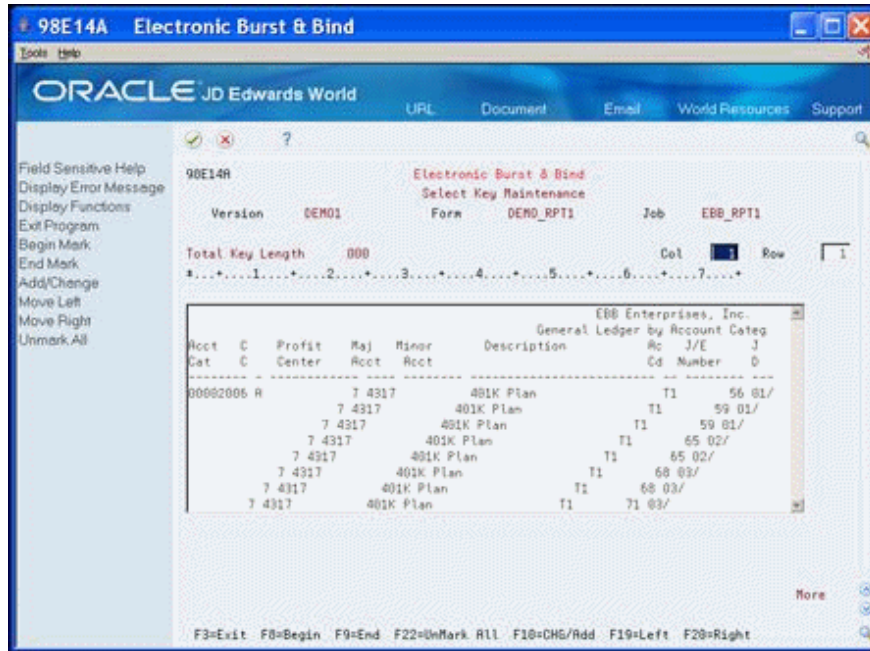 98E14A Electronic Burst & Bind
Tools Help
ORACLE JD Edwards World
URL Document Email World Resources Support
?
Field Sensitive Help
Display Error Message
Display Functions
Exit Program
Begin Mark
End Mark
Add/Change
Move Left
Move Right
Unmark All
98E14A Electronic Burst & Bind
Select Key Maintenance
Version DEMO1 Form DEMO_RPT1 Job EBB_RPT1
Total Key Length 000 Col 1 Row 1
*...+....1....+....2....+....3....+....4....+....5....+....6....+....7....+
EBB Enterprises, Inc.
General Ledger by Account Categ
Acct C Profit Maj Minor Description Ac J/E J
Cat C Center Acct Acct Cd Number D
--------- - ------------ ---- -------- ------------------------- -- -------- ---
00002006 A 7 4317 401K Plan T1 56 01/
7 4317 401K Plan T1 59 01/
7 4317 401K Plan T1 59 01/
7 4317 401K Plan T1 65 02/
7 4317 401K Plan T1 65 02/
7 4317 401K Plan T1 68 03/
7 4317 401K Plan T1 68 03/
7 4317 401K Plan T1 71 03/
More
F3=Exit F8=Begin F9=End F22=UnMark All F10=CHG/Add F19=Left F20=Right